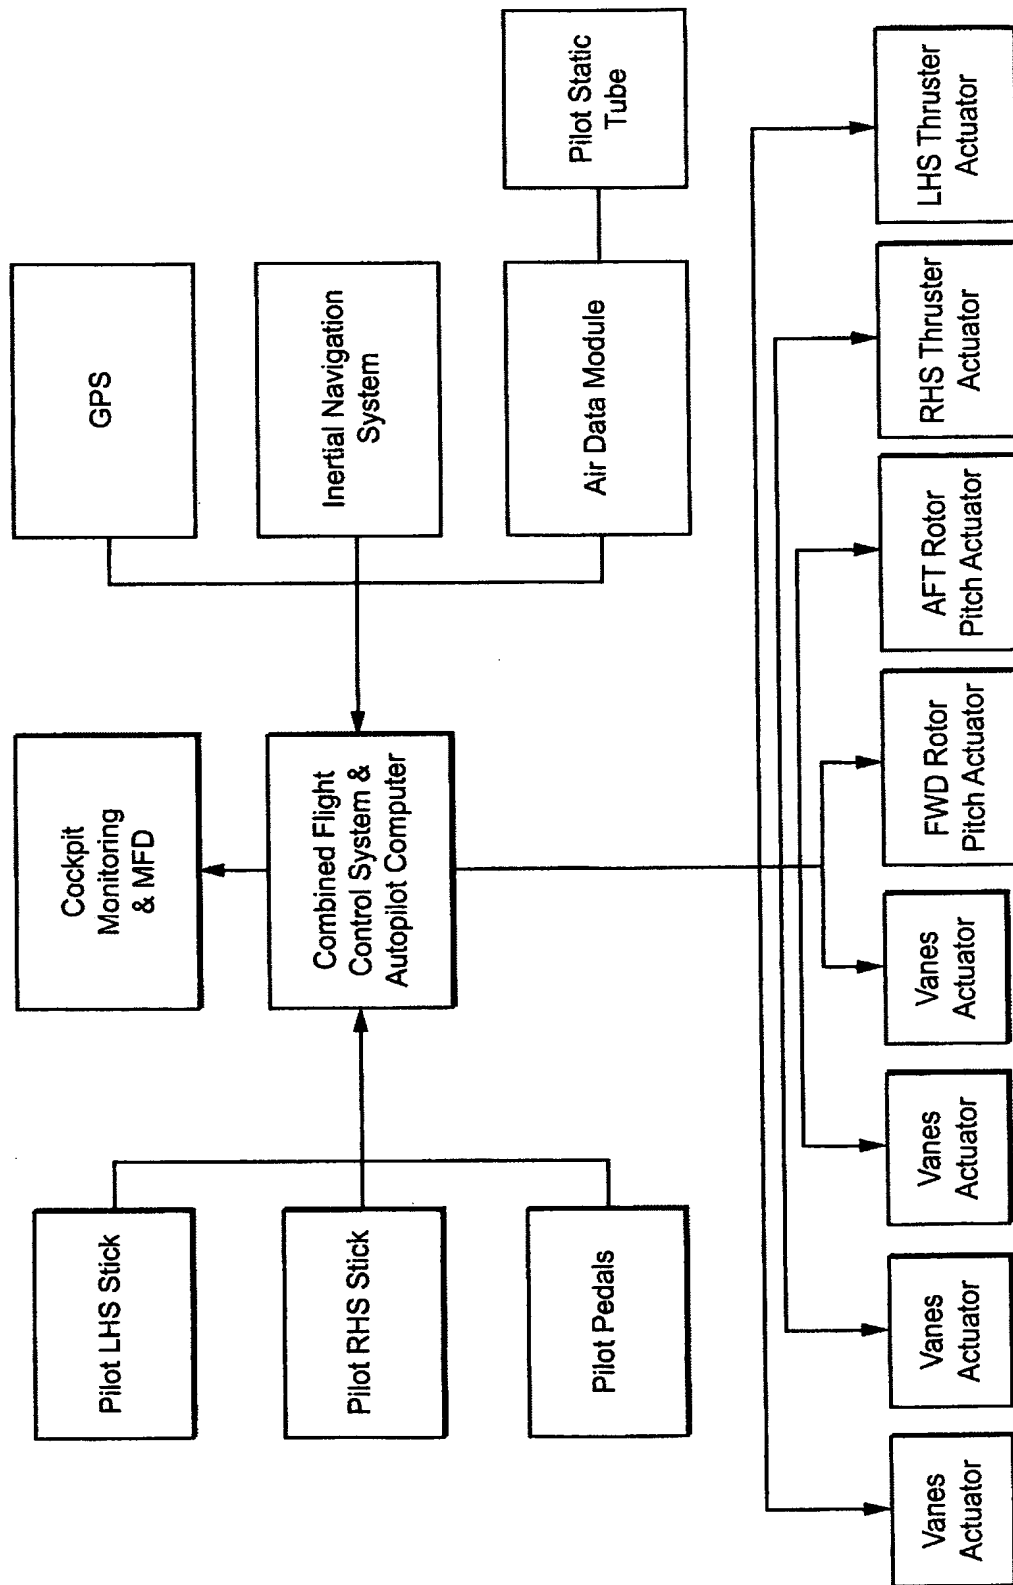 Pilot LHS Stick
Pilot RHS Stick
Pilot Pedals
Cockpit
Monitoring
& MFD
Combined Flight
Control System &
Autopilot Computer
GPS
Inertial Navigation
System
Air Data Module
Pilot Static
Tube
Vanes
Actuator
Vanes
Actuator
Vanes
Actuator
Vanes
Actuator
FWD Rotor
Pitch Actuator
AFT Rotor
Pitch Actuator
RHS Thruster
Actuator
LHS Thruster
Actuator